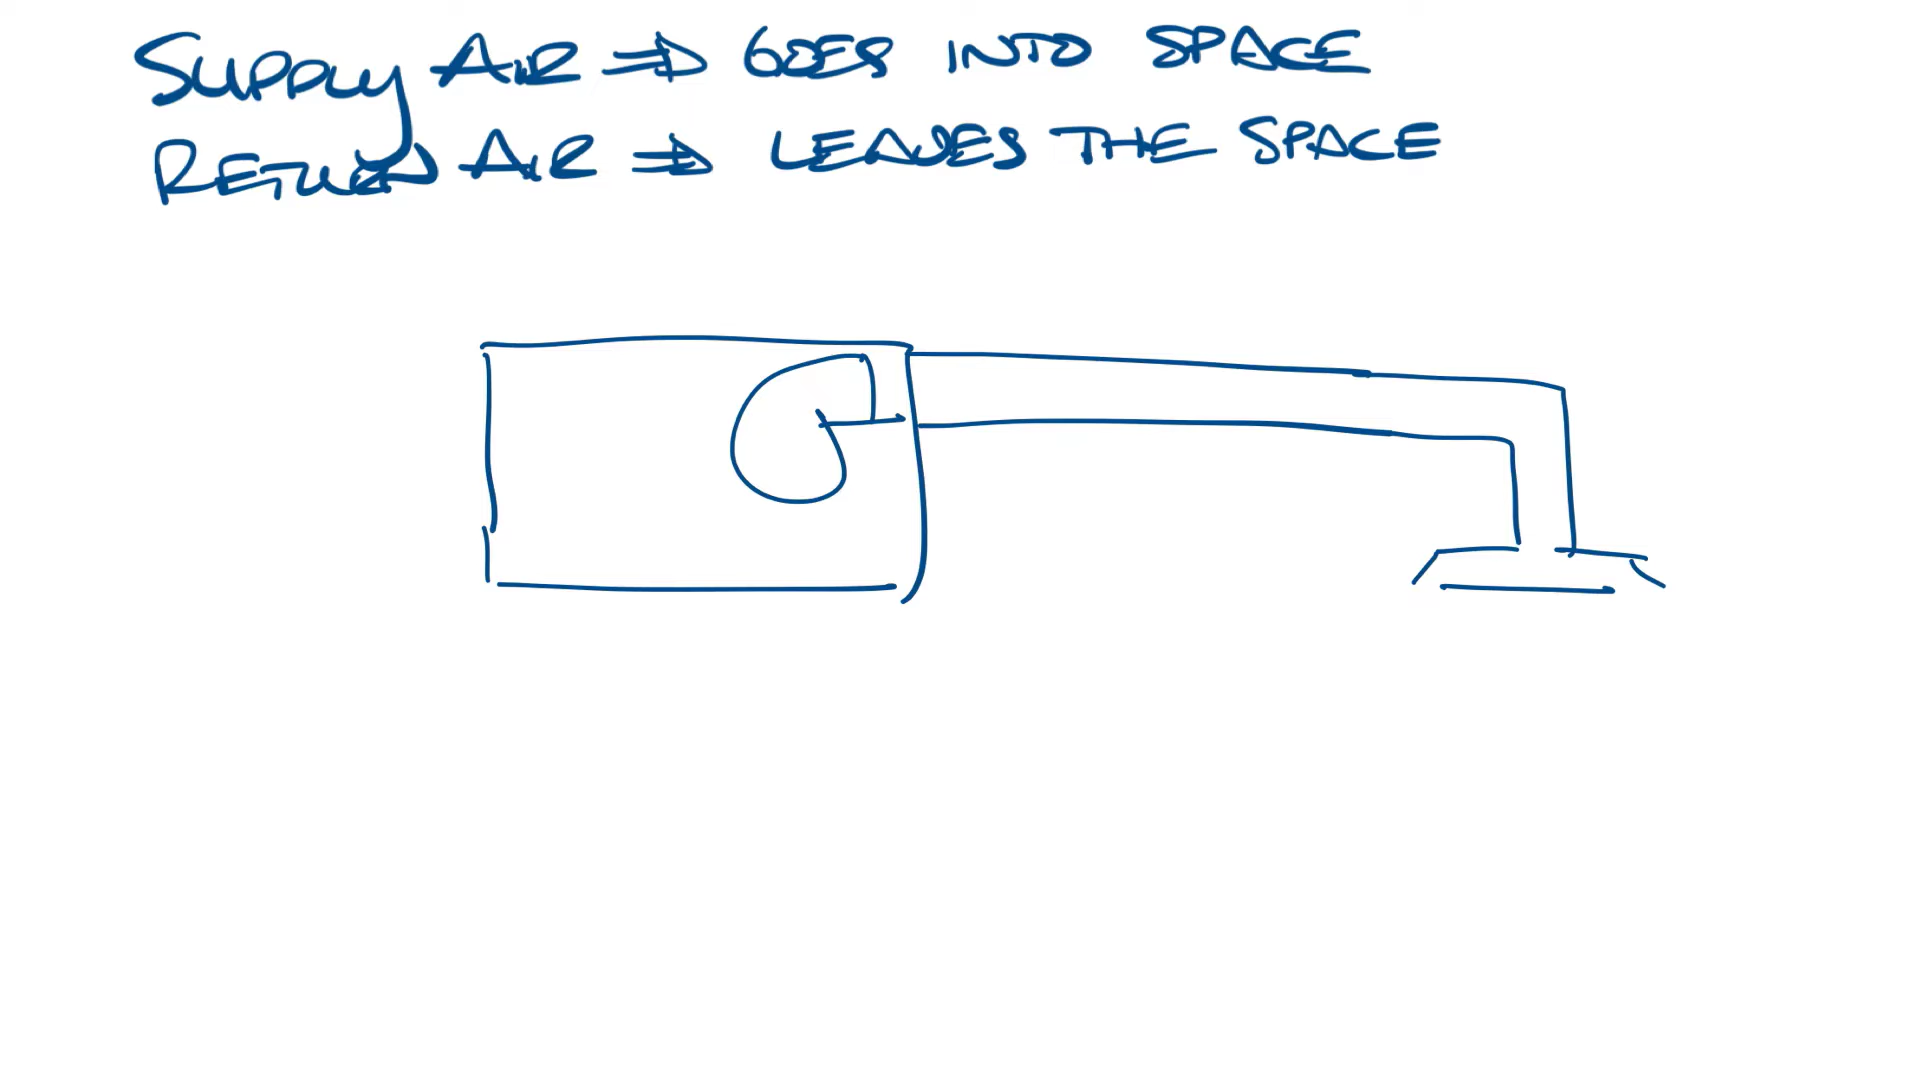 SUPPLY AIR ⇒ GOES INTO SPACE
RETURN AIR ⇒ LEAVES THE SPACE